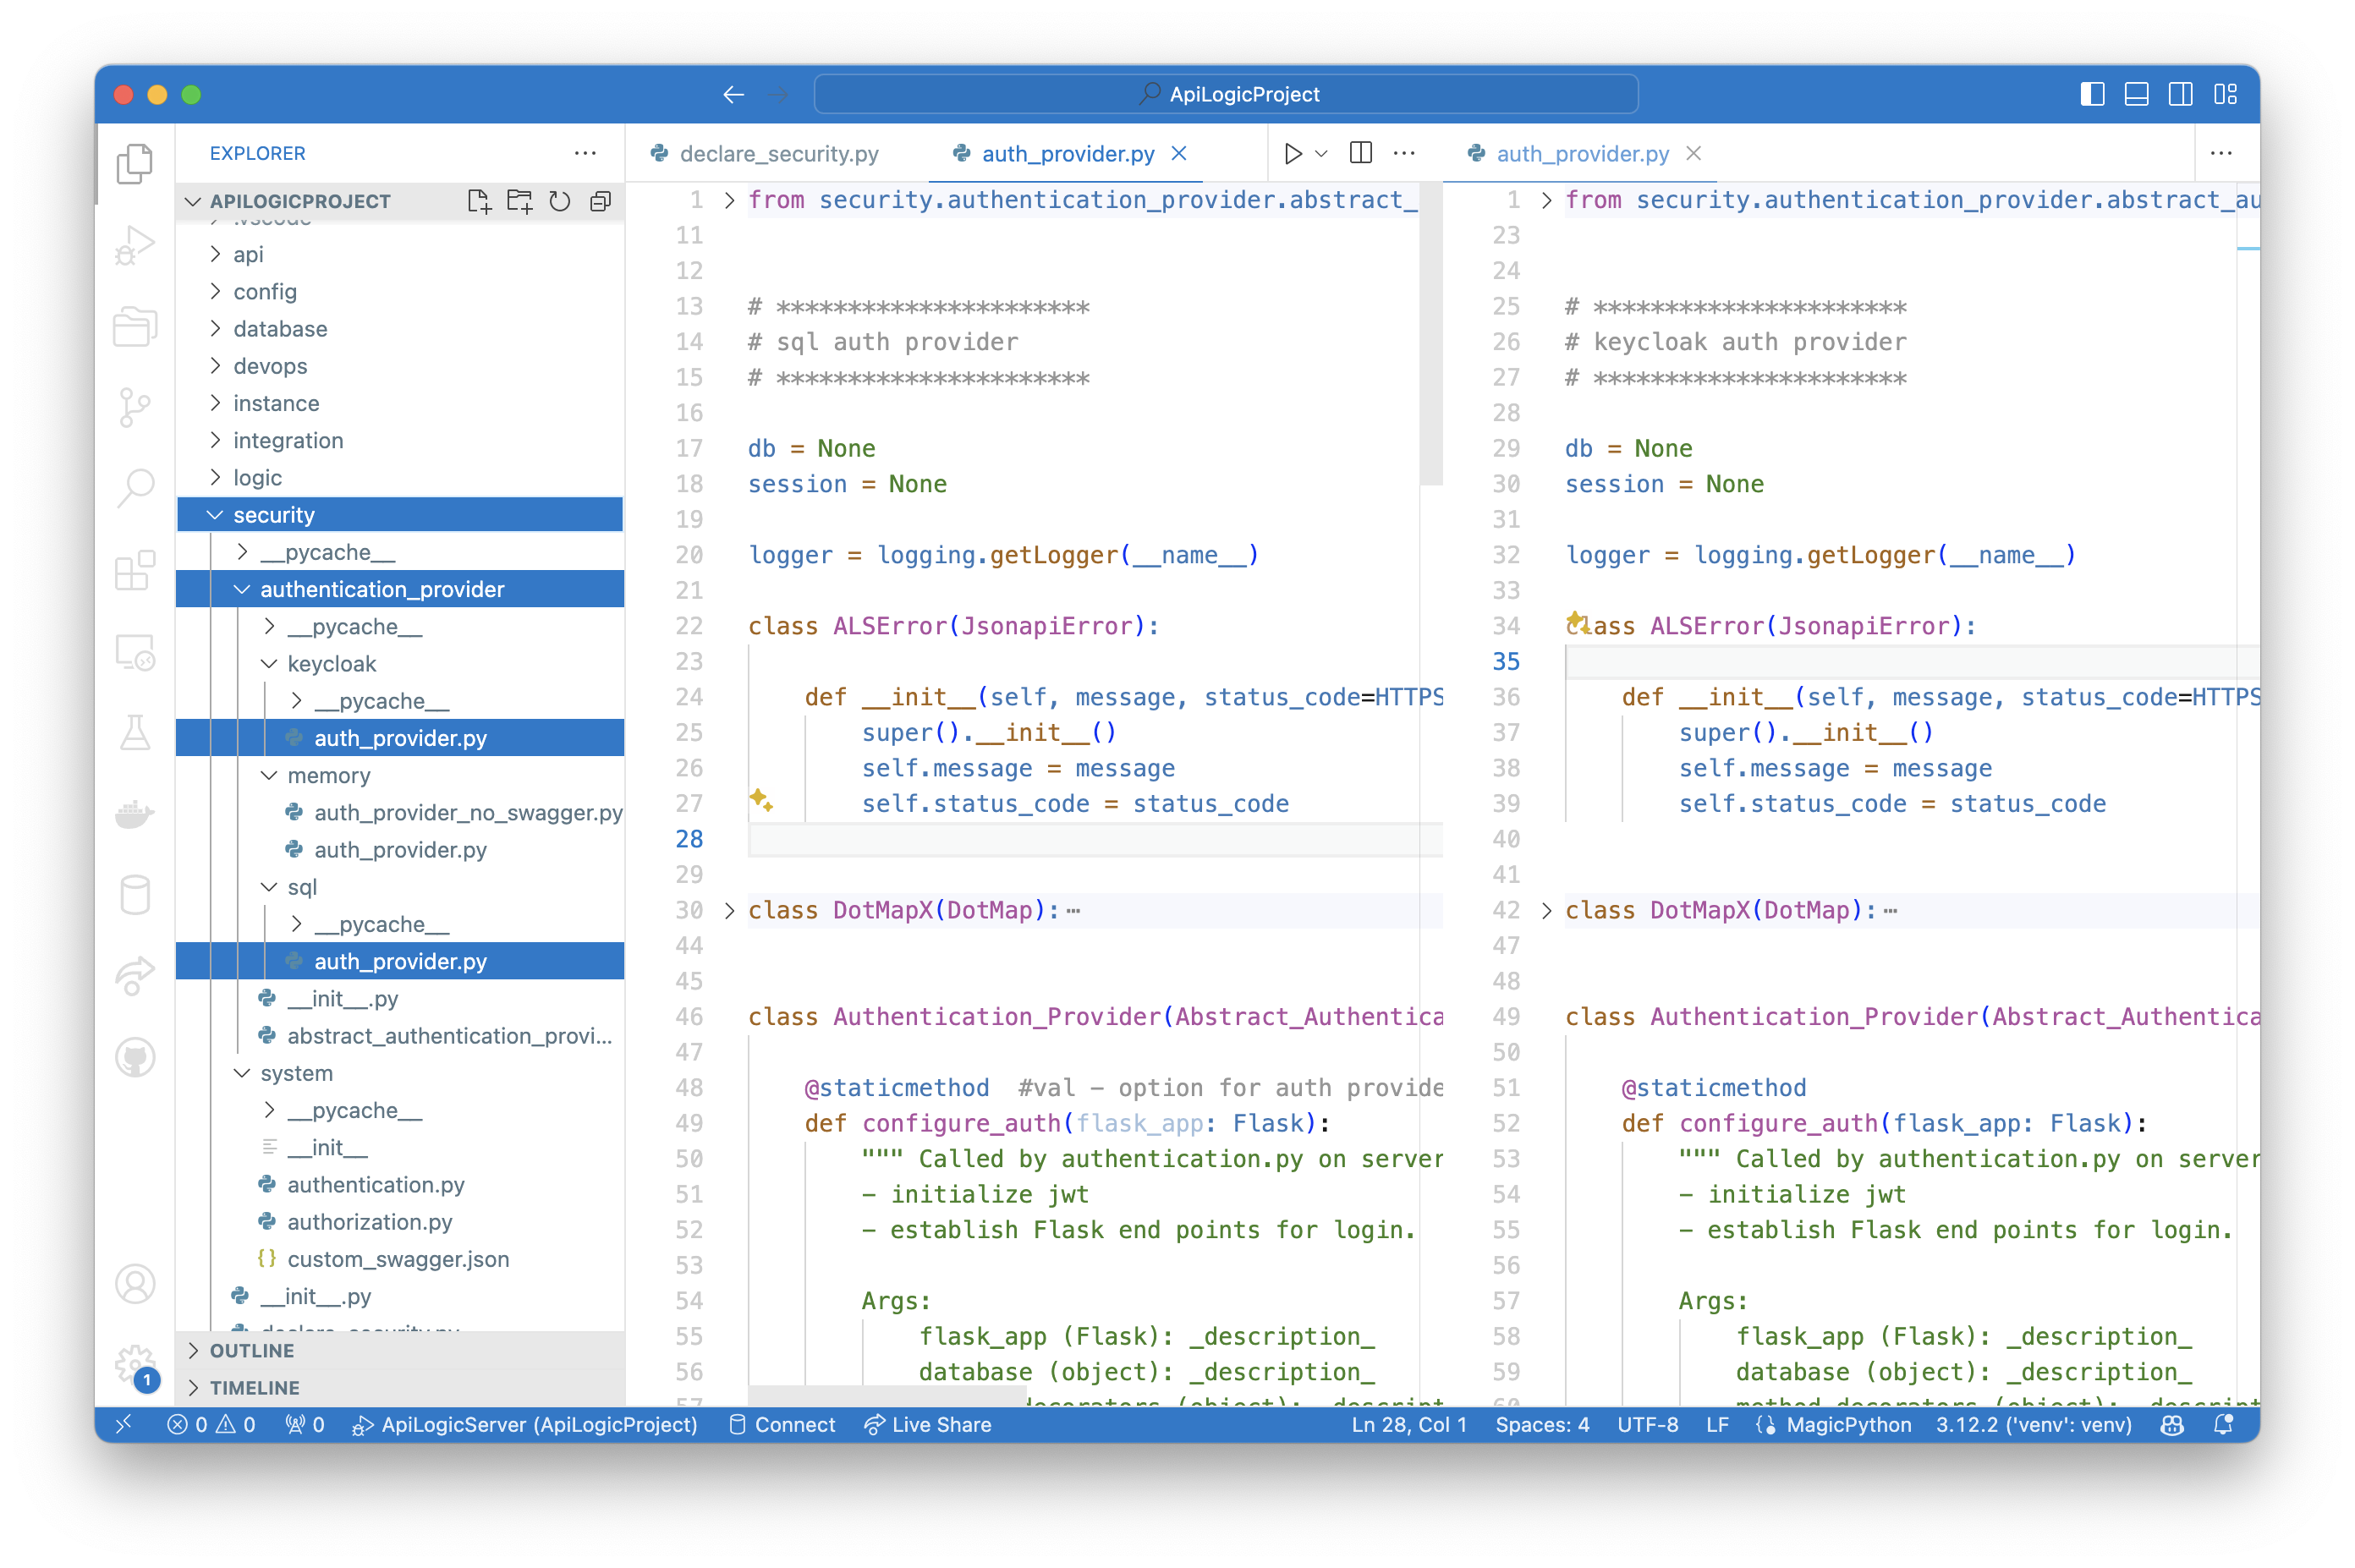 ApiLogicProject
EXPLORER
APILOGICPROJECT
.vscode
api
config
database
devops
instance
integration
logic
security
__pycache__
authentication_provider
__pycache__
keycloak
__pycache__
auth_provider.py
memory
auth_provider_no_swagger.py
auth_provider.py
sql
__pycache__
auth_provider.py
__init__.py
abstract_authentication_provi...
system
__pycache__
__init__
authentication.py
authorization.py
{} custom_swagger.json
__init__.py
declare_security.py
OUTLINE
TIMELINE
1
declare_security.py auth_provider.py
1 from security.authentication_provider.abstract_
11
12
13 # **********************
14 # sql auth provider
15 # **********************
16
17 db = None
18 session = None
19
20 logger = logging.getLogger(__name__)
21
22 class ALSError(JsonapiError):
23
24 def __init__(self, message, status_code=HTTPS
25 super().__init__()
26 self.message = message
27 self.status_code = status_code
28
29
30 class DotMapX(DotMap):⋯
44
45
46 class Authentication_Provider(Abstract_Authentica
47
48 @staticmethod  #val – option for auth provide
49 def configure_auth(flask_app: Flask):
50 """ Called by authentication.py on server
51 – initialize jwt
52 – establish Flask end points for login.
53
54 Args:
55 flask_app (Flask): _description_
56 database (object): _description_
57 decorators (object): descript
auth_provider.py
1 from security.authentication_provider.abstract_au
23
24
25 # **********************
26 # keycloak auth provider
27 # **********************
28
29 db = None
30 session = None
31
32 logger = logging.getLogger(__name__)
33
34 class ALSError(JsonapiError):
35
36 def __init__(self, message, status_code=HTTPS
37 super().__init__()
38 self.message = message
39 self.status_code = status_code
40
41
42 class DotMapX(DotMap):⋯
47
48
49 class Authentication_Provider(Abstract_Authentica
50
51 @staticmethod
52 def configure_auth(flask_app: Flask):
53 """ Called by authentication.py on server
54 – initialize jwt
55 – establish Flask end points for login.
56
57 Args:
58 flask_app (Flask): _description_
59 database (object): _description_
60 method_decorators (object): _descript
0 0 0 ApiLogicServer (ApiLogicProject) Connect Live Share Ln 28, Col 1 Spaces: 4 UTF-8 LF MagicPython 3.12.2 ('venv': venv)